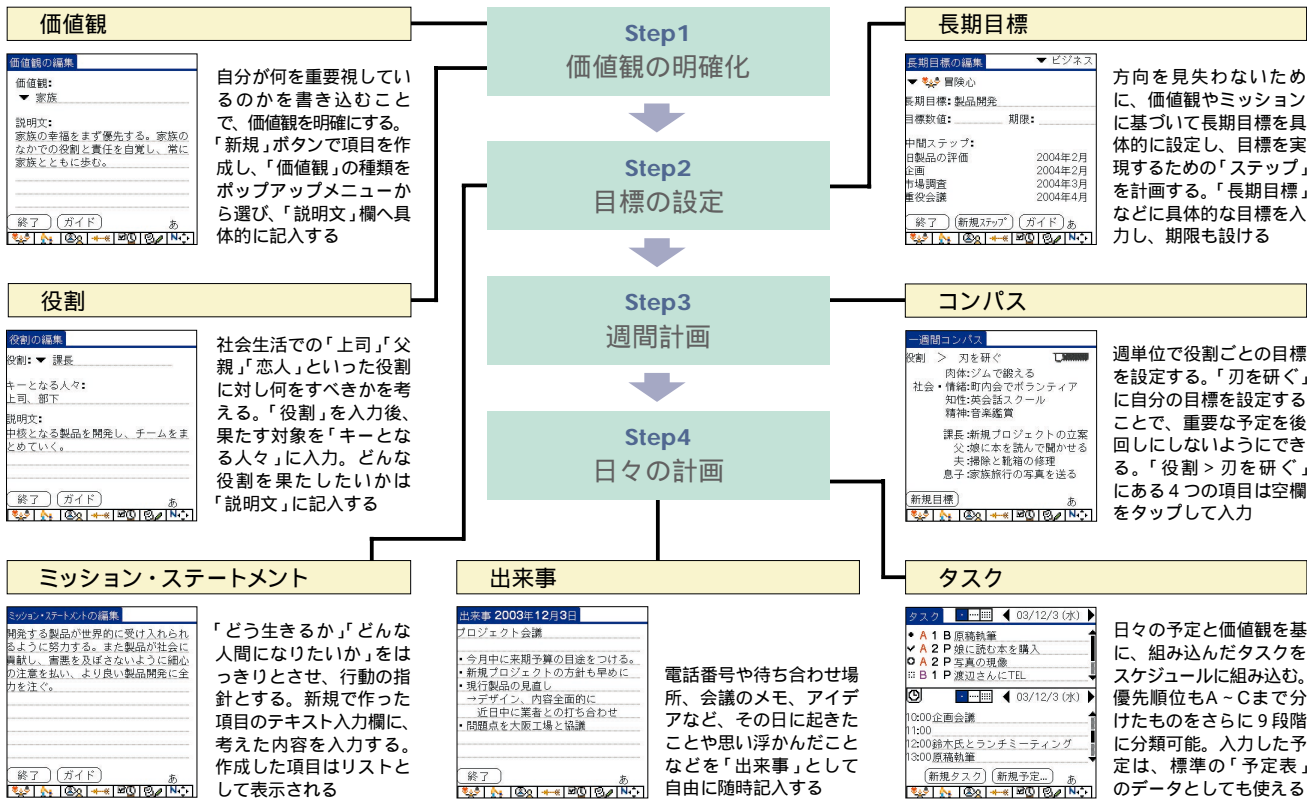 価値観
価値観の編集
価値観:
▼ 家族
説明文:
家族の幸福をまず優先する。家族の
なかでの役割と責任を自覚し、常に
家族とともに歩む。
終了 ガイド あ
自分が何を重要視してい
るのかを書き込むこと
で、価値観を明確にする。
「新規」ボタンで項目を作
成し、「価値観」の種類を
ポップアップメニューか
ら選び、「説明文」欄へ具
体的に記入する
役割
役割の編集
役割: ▼ 課長
キーとなる人々:
上司、部下
説明文:
中核となる製品を開発し、チームをま
とめていく。
終了 ガイド あ
社会生活での「上司」「父
親」「恋人」といった役割
に対し何をすべきかを考
える。「役割」を入力後、
果たす対象を「キーとな
る人々」に入力。どんな
役割を果たしたいかは
「説明文」に記入する
ミッション・ステートメント
ミッション・ステートメントの編集
開発する製品が世界的に受け入れられ
るように努力する。また製品が社会に
貢献し、害悪を及ぼさないように細心
の注意を払い、より良い製品開発に全
力を注ぐ。
終了 ガイド あ
「どう生きるか」「どんな
人間になりたいか」をは
っきりとさせ、行動の指
針とする。新規で作った
項目のテキスト入力欄に、
考えた内容を入力する。
作成した項目はリストと
して表示される
Step1
価値観の明確化
Step2
目標の設定
Step3
週間計画
Step4
日々の計画
出来事
出来事 2003年12月3日
プロジェクト会議
・今月中に来期予算の目途をつける。
・新規プロジェクトの方針も早めに
・現行製品の見直し
→デザイン、内容全面的に
近日中に業者との打ち合わせ
・問題点を大阪工場と協議
終了 あ
電話番号や待ち合わせ場
所、会議のメモ、アイデ
アなど、その日に起きた
ことや思い浮かんだこと
などを「出来事」として
自由に随時記入する
長期目標
長期目標の編集 ▼ ビジネス
▼ 冒険心
長期目標: 製品開発
目標数値: 期限:
中間ステップ:
旧製品の評価 2004年2月
企画 2004年2月
市場調査 2004年3月
重役会議 2004年4月
終了 新規ステップ ガイド あ
方向を見失わないため
に、価値観やミッション
に基づいて長期目標を具
体的に設定し、目標を実
現するための「ステップ」
を計画する。「長期目標」
などに具体的な目標を入
力し、期限も設ける
コンパス
一週間コンパス
役割 > 刃を研ぐ
肉体:ジムで鍛える
社会・情緒:町内会でボランティア
知性:英会話スクール
精神:音楽鑑賞
課長:新規プロジェクトの立案
父:娘に本を読んで聞かせる
夫:掃除と靴箱の修理
息子:家族旅行の写真を送る
新規目標 あ
週単位で役割ごとの目標
を設定する。「刃を研ぐ」
に自分の目標を設定する
ことで、重要な予定を後
回しにしないようにでき
る。「役割 > 刃を研ぐ」
にある4つの項目は空欄
をタップして入力
タスク
タスク 03/12/3 (水)
A 1 B 原稿執筆
A 2 P 娘に読む本を購入
A 2 P 写真の現像
B 1 P 渡辺さんにTEL
03/12/3 (水)
10:00 企画会議
11:00
12:00 鈴木氏とランチミーティング
13:00 原稿執筆
新規タスク 新規予定... あ
日々の予定と価値観を基
に、組み込んだタスクを
スケジュールに組み込む。
優先順位もA~Cまで分
けたものをさらに9段階
に分類可能。入力した予
定は、標準の「予定表」
のデータとしても使える